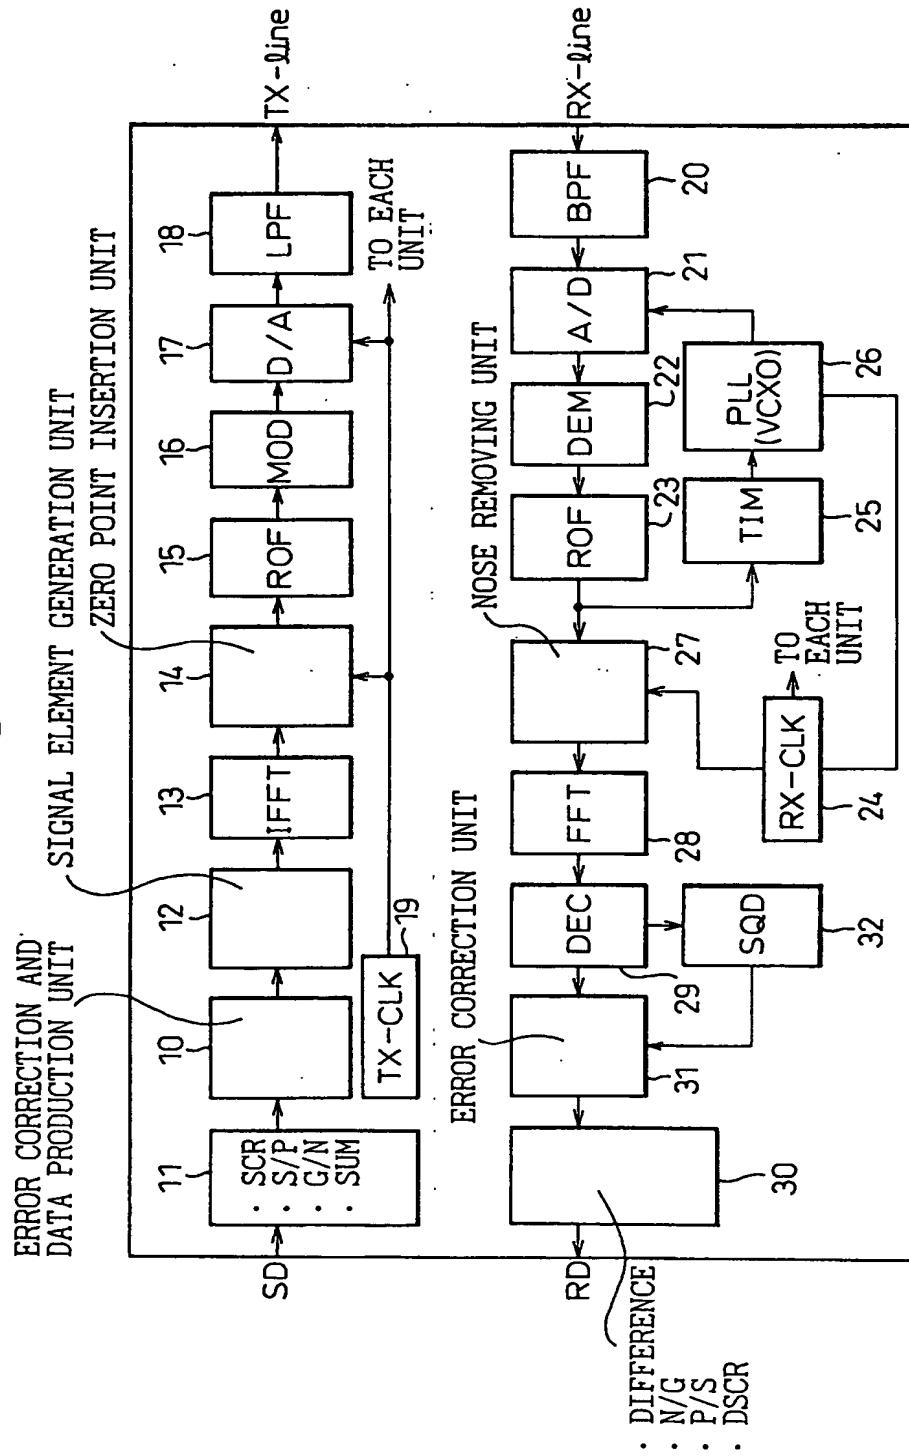 ERROR CORRECTION AND
DATA PRODUCTION UNIT
SIGNAL ELEMENT GENERATION UNIT
ZERO POINT INSERTION UNIT
SD
11
· SCR
· S/P
· G/N
· SUM
10
12
13
IFFT
14
15
ROF
16
MOD
17
D/A
18
LPF
TX-line
TX-CLK
19
TO EACH
UNIT
ERROR CORRECTION UNIT
NOSE REMOVING UNIT
RD
30
31
DEC
29
FFT
28
27
ROF
23
DEM
22
A/D
21
BPF
20
RX-line
SQD
32
RX-CLK
24
TO
EACH
UNIT
TIM
25
PLL
(VCXO)
26
· DIFFERENCE
· N/G
· P/S
· DSCR